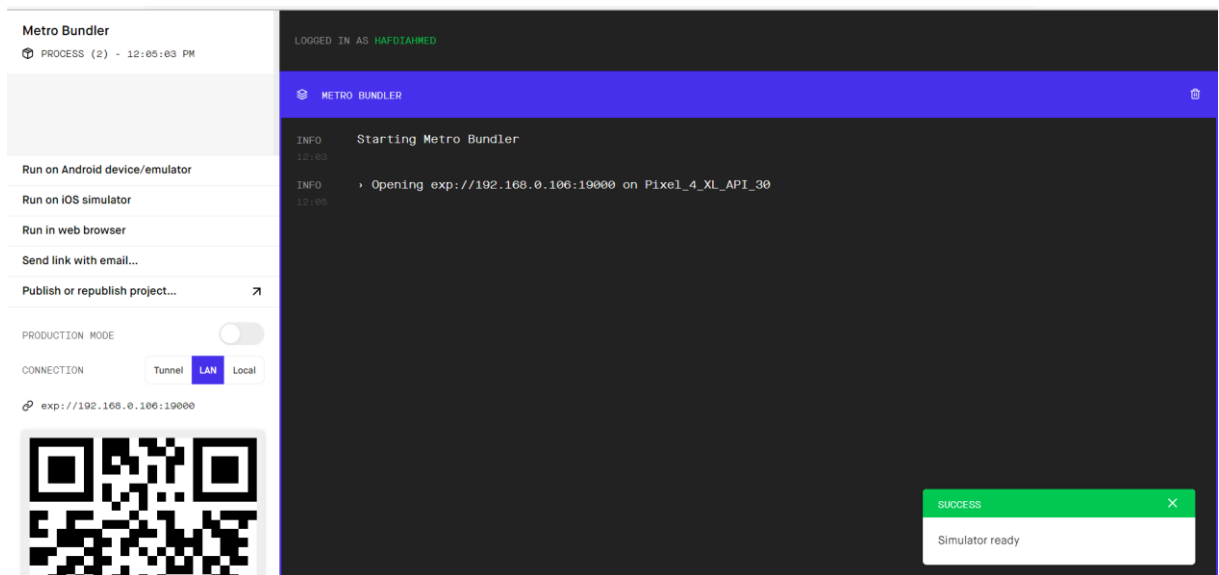 Metro Bundler
PROCESS (2) - 12:05:03 PM
Run on Android device/emulator
Run on iOS simulator
Run in web browser
Send link with email...
Publish or republish project...
PRODUCTION MODE
CONNECTION Tunnel LAN Local
exp://192.168.0.106:19000
LOGGED IN AS HAFDIAHMED
METRO BUNDLER
INFO Starting Metro Bundler
12:03
INFO › Opening exp://192.168.0.106:19000 on Pixel_4_XL_API_30
12:05
SUCCESS
Simulator ready